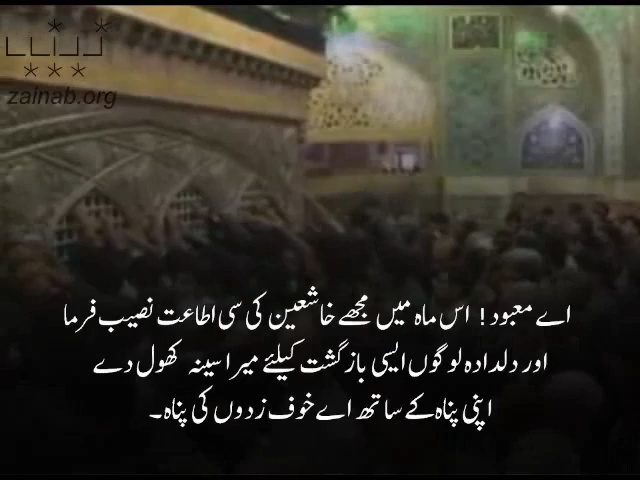 zainab.org
اے معبود! اس ماہ میں مجھے خاشعین کی سی اطاعت نصیب فرما
اور دلدادہ لوگوں ایسی بازگشت کیلئے میرا سینہ کھول دے
اپنی پناہ کے ساتھ اے خوف زدوں کی پناہ۔